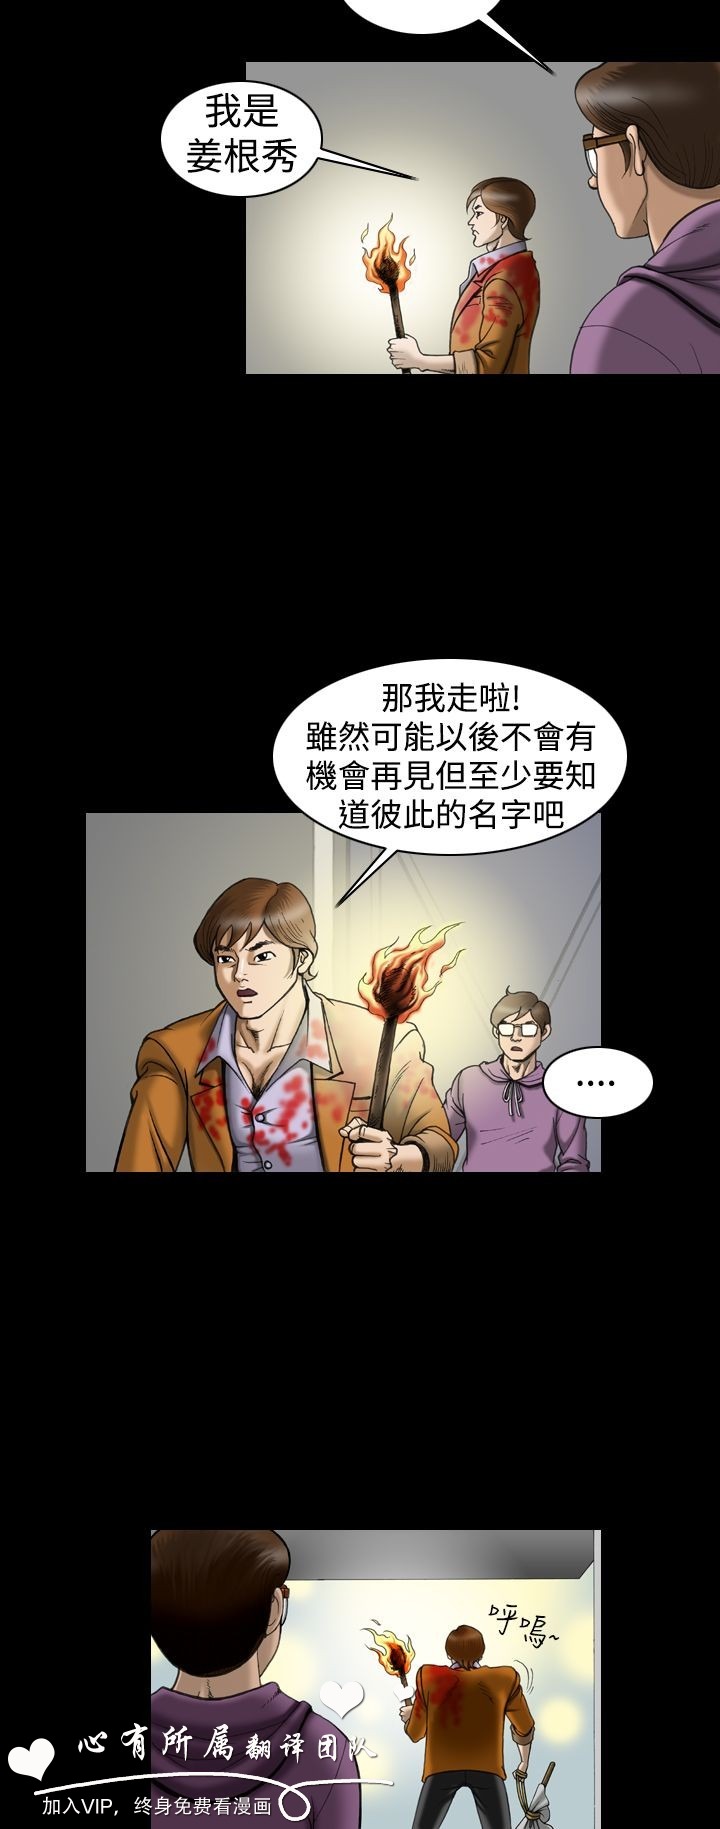 我是
姜根秀
那我走啦!
雖然可能以後不會有
機會再見但至少要知
道彼此的名字吧
....
呼嗚~
心有所属翻译团队
加入VIP，终身免费看漫画